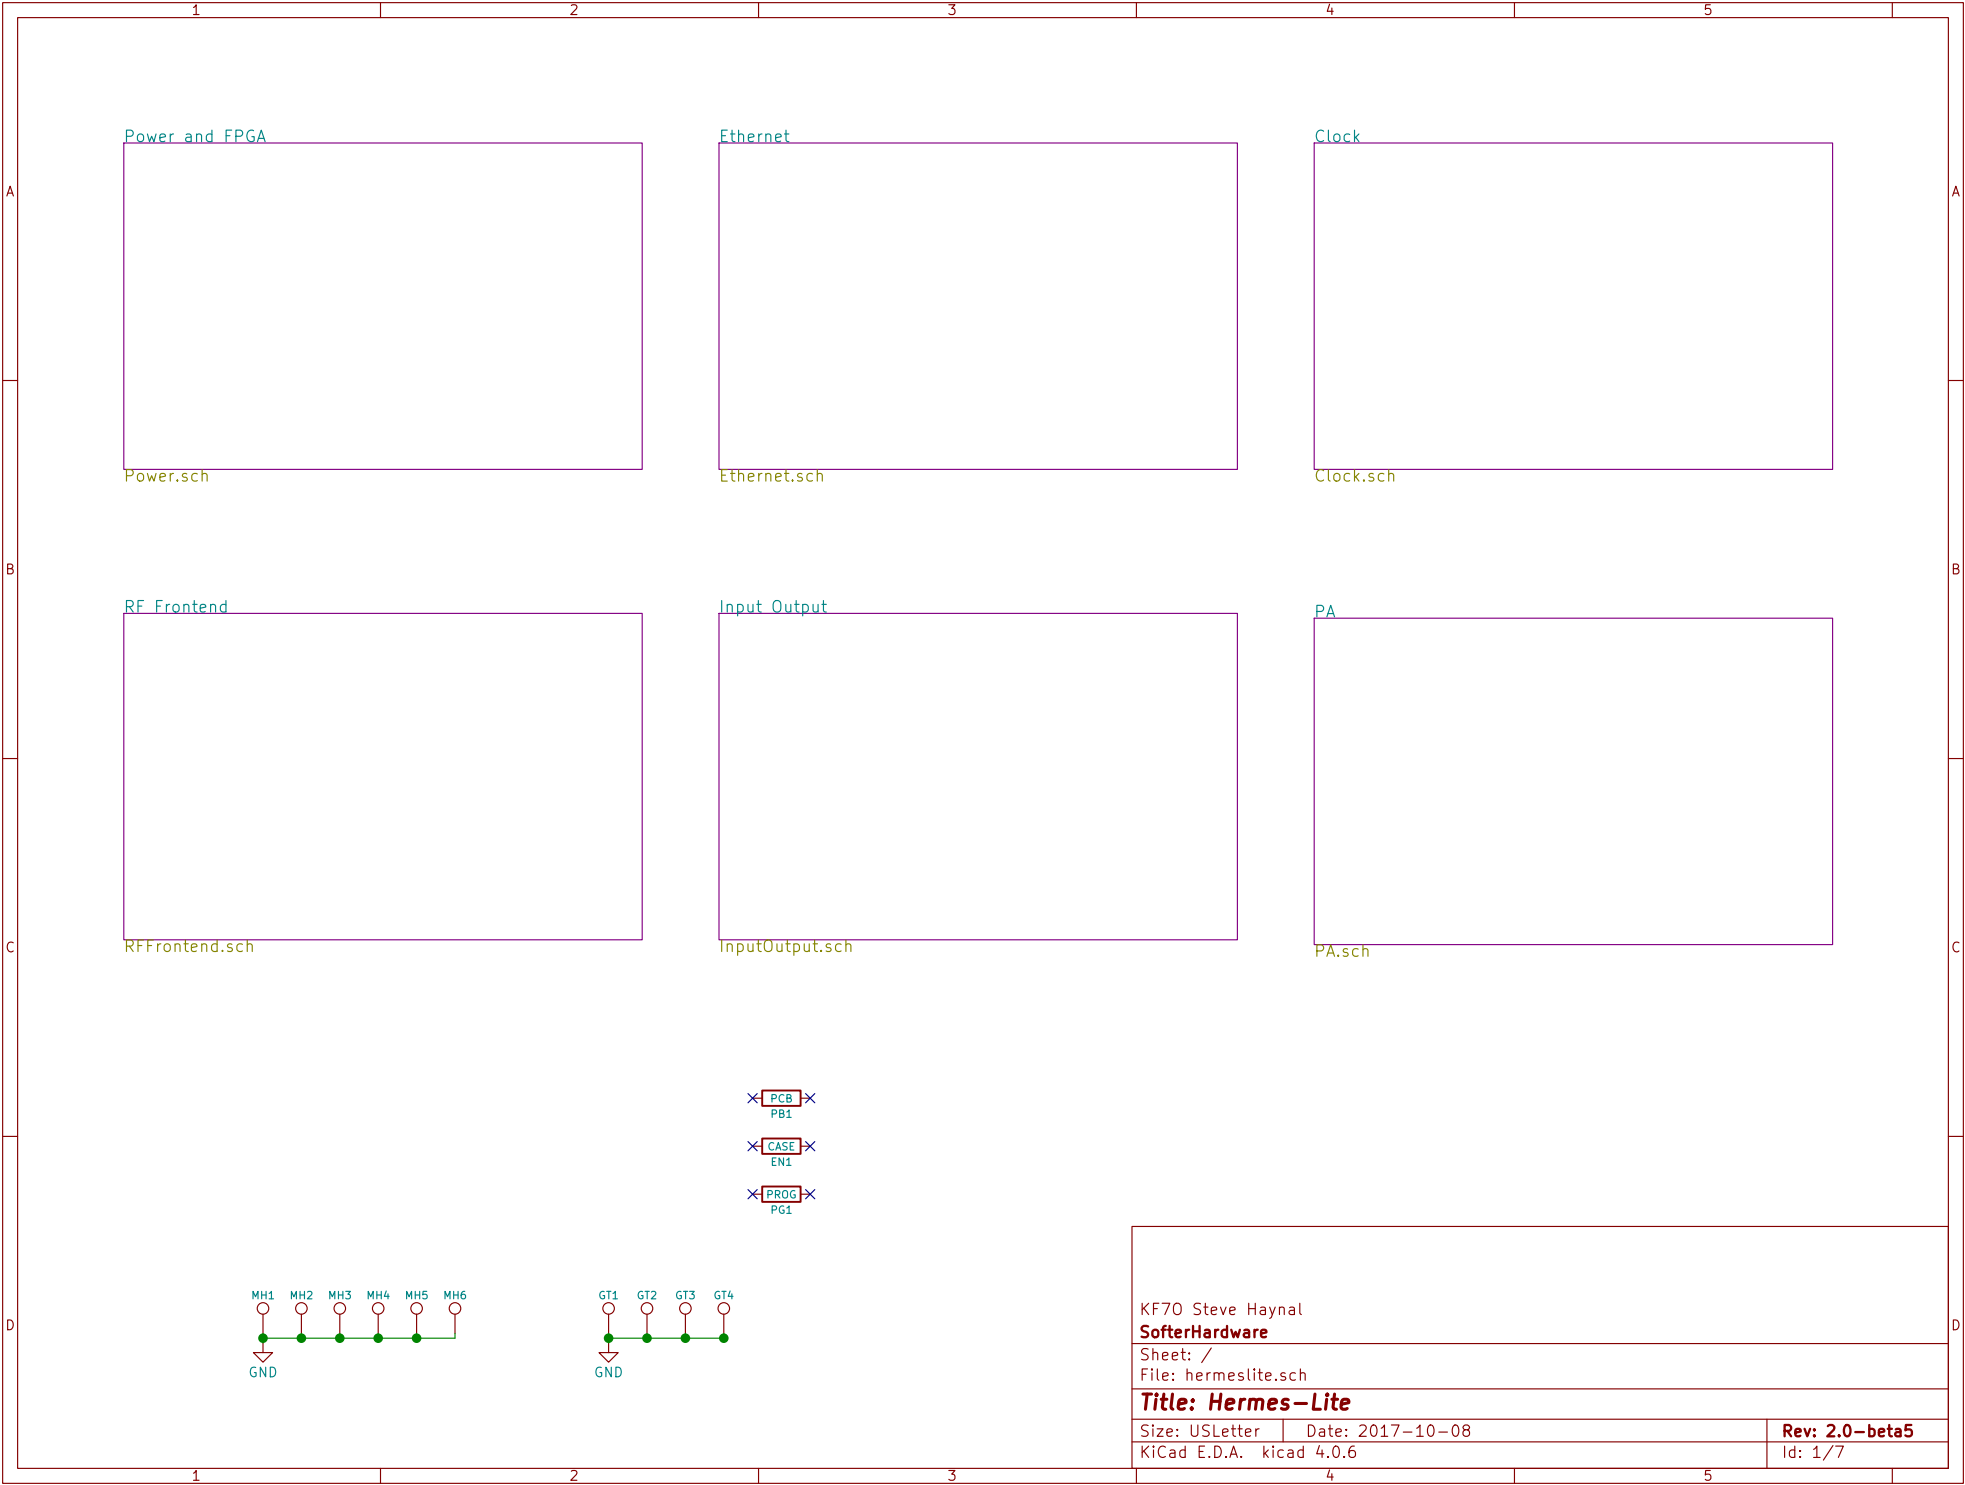 1 2 3 4 5
Power and FPGA Ethernet Clock
A A
Power.sch Ethernet.sch Clock.sch
B B
RF Frontend Input Output PA
RFFrontend.sch InputOutput.sch PA.sch
C C
PCB
PB1
CASE
EN1
PROG
PG1
MH1 MH2 MH3 MH4 MH5 MH6 GT1 GT2 GT3 GT4
GND GND
D D
KF7O Steve Haynal
SofterHardware
Sheet: /
File: hermeslite.sch
Title: Hermes-Lite
Size: USLetter Date: 2017-10-08 Rev: 2.0-beta5
KiCad E.D.A. kicad 4.0.6 Id: 1/7
1 2 3 4 5